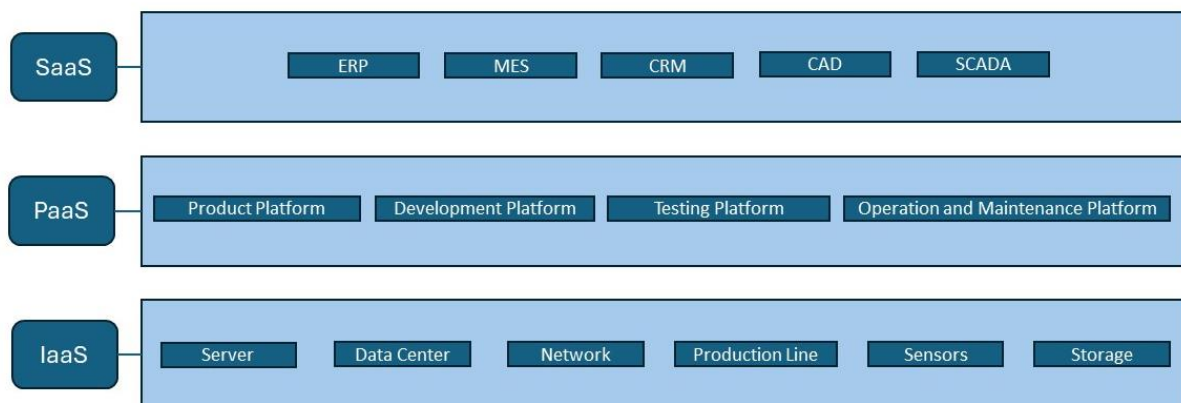 SaaS
ERP
MES
CRM
CAD
SCADA
PaaS
Product Platform
Development Platform
Testing Platform
Operation and Maintenance Platform
IaaS
Server
Data Center
Network
Production Line
Sensors
Storage